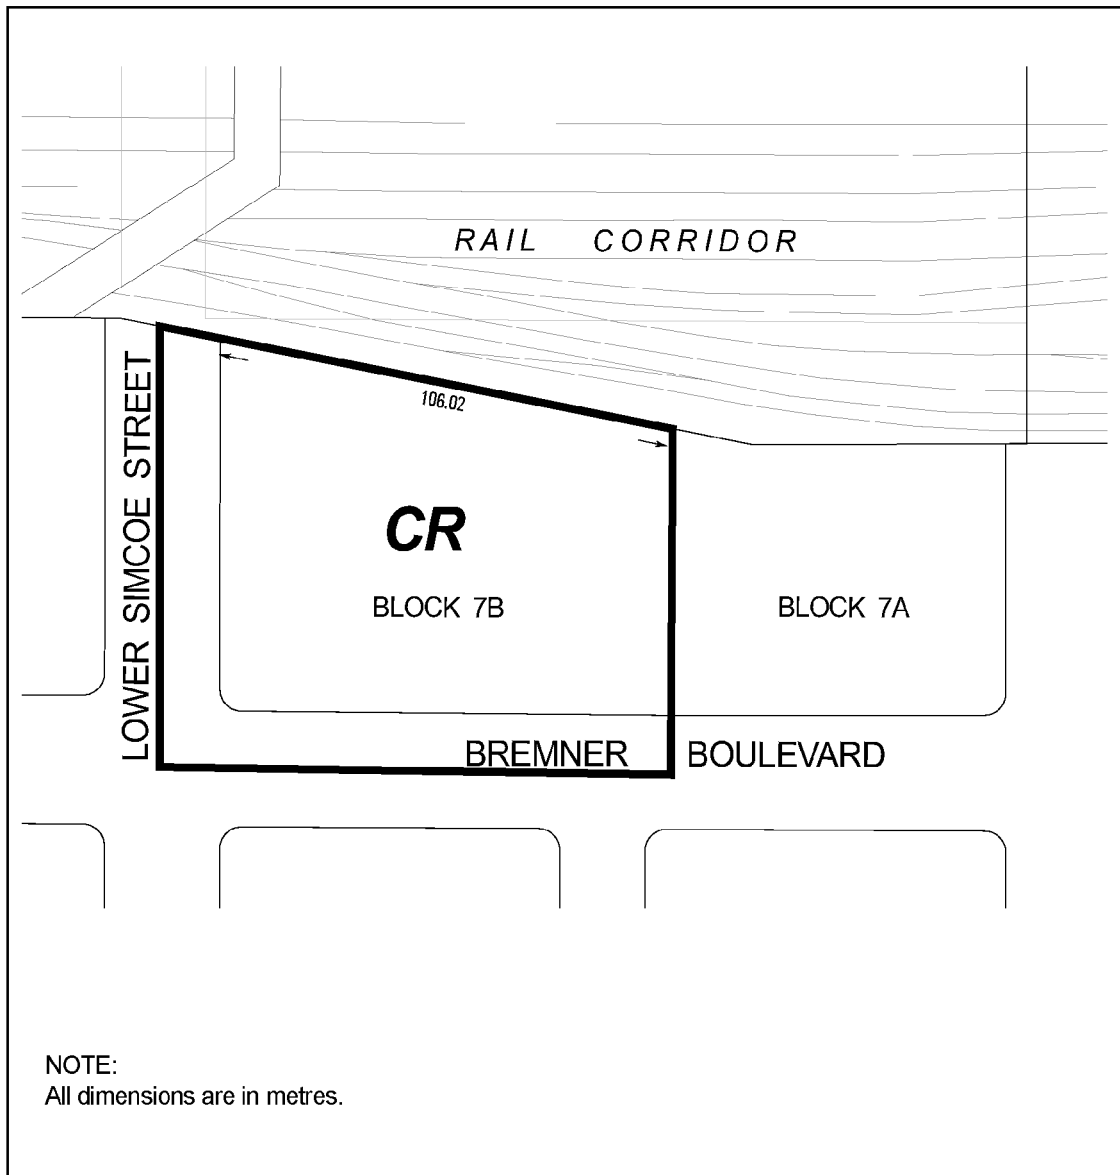 RAIL CORRIDOR
106.02
LOWER SIMCOE STREET
CR
BLOCK 7B
BLOCK 7A
BREMNER BOULEVARD
NOTE:
All dimensions are in metres.